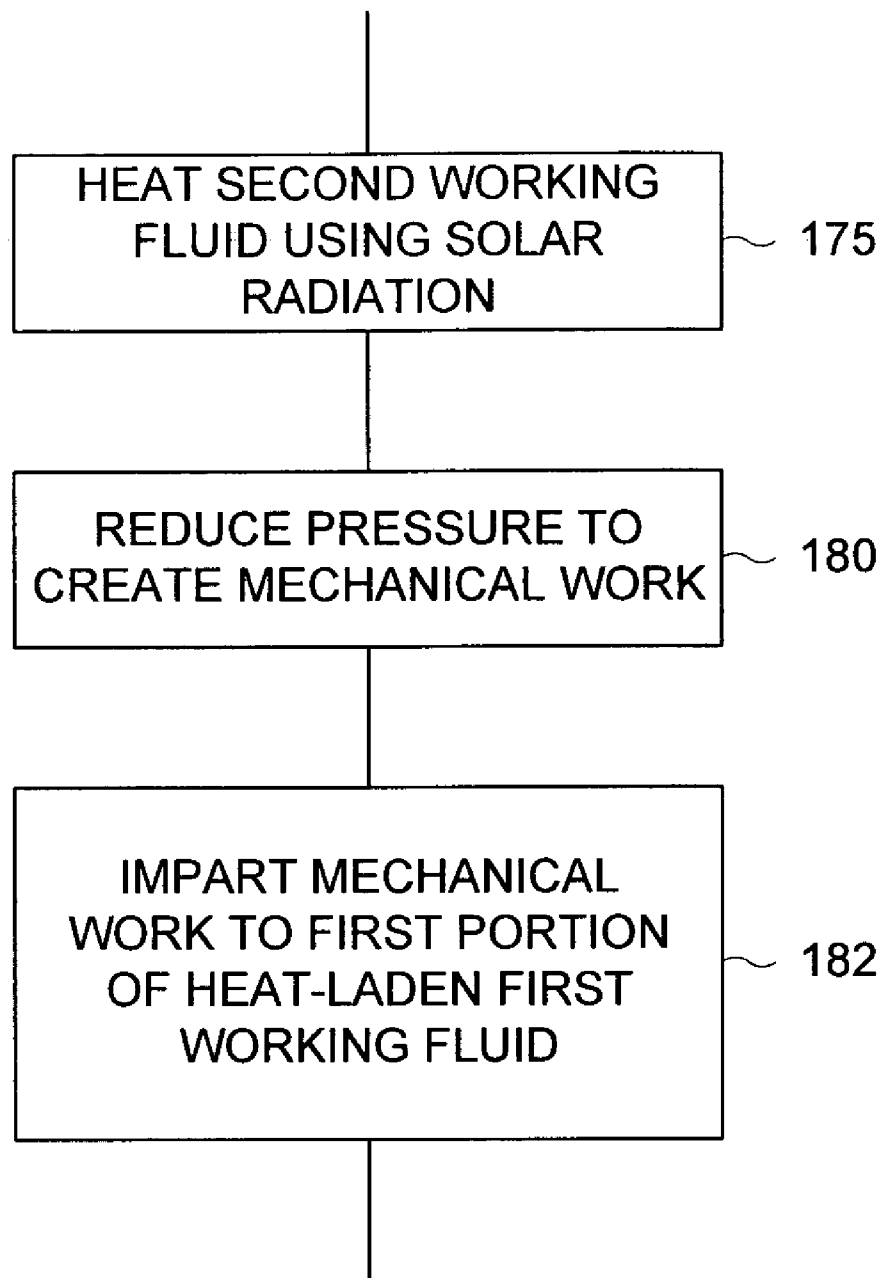 HEAT SECOND WORKING
FLUID USING SOLAR
RADIATION
175
REDUCE PRESSURE TO
CREATE MECHANICAL WORK
180
IMPART MECHANICAL
WORK TO FIRST PORTION
OF HEAT-LADEN FIRST
WORKING FLUID
182